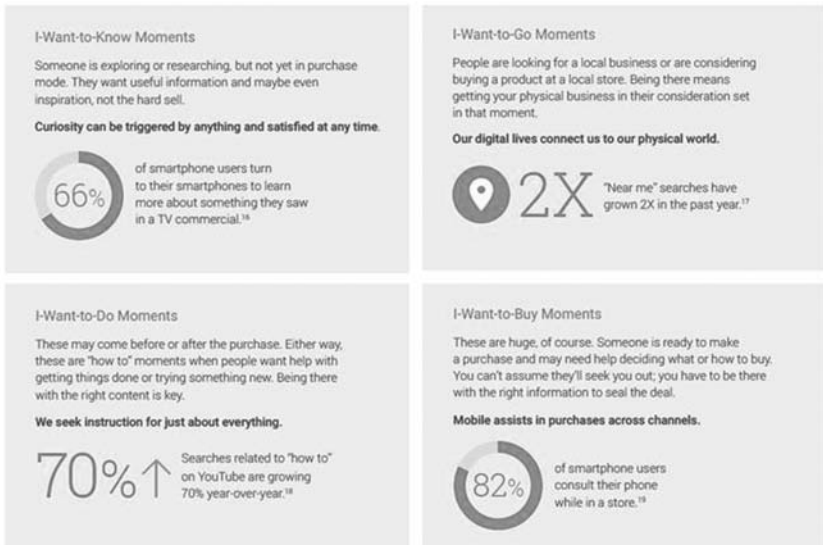 I-Want-to-Know Moments
Someone is exploring or researching, but not yet in purchase
mode. They want useful information and maybe even
inspiration, not the hard sell.
Curiosity can be triggered by anything and satisfied at any time.
66%
of smartphone users turn
to their smartphones to learn
more about something they saw
in a TV commercial.¹⁶
I-Want-to-Go Moments
People are looking for a local business or are considering
buying a product at a local store. Being there means
getting your physical business in their consideration set
in that moment.
Our digital lives connect us to our physical world.
2X
"Near me" searches have
grown 2X in the past year.¹⁷
I-Want-to-Do Moments
These may come before or after the purchase. Either way,
these are "how to" moments when people want help with
getting things done or trying something new. Being there
with the right content is key.
We seek instruction for just about everything.
70%↑
Searches related to "how to"
on YouTube are growing
70% year-over-year.¹⁸
I-Want-to-Buy Moments
These are huge, of course. Someone is ready to make
a purchase and may need help deciding what or how to buy.
You can't assume they'll seek you out; you have to be there
with the right information to seal the deal.
Mobile assists in purchases across channels.
82%
of smartphone users
consult their phone
while in a store.¹⁹